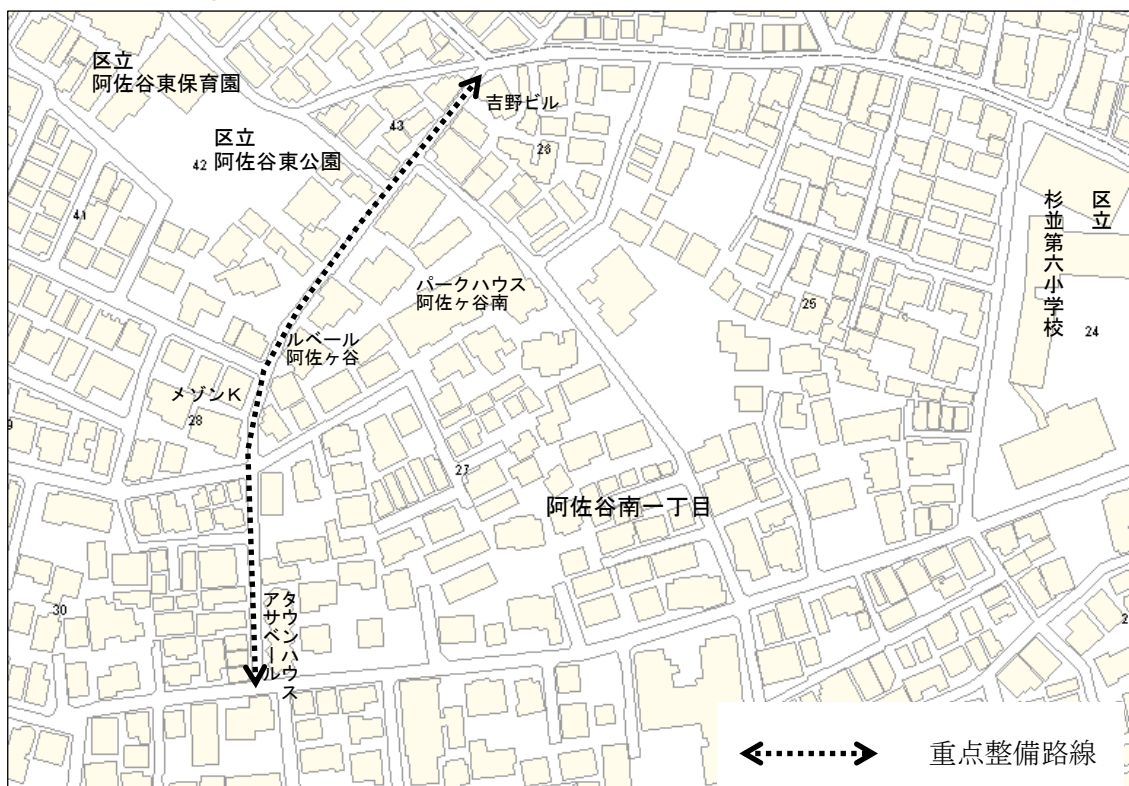 区立
阿佐谷東保育園
吉野ビル
43
区立
42 阿佐谷東公園
26
41
杉並第六小学校
区立
パークハウス
阿佐ヶ谷南
25
24
ルベール
阿佐ヶ谷
メゾンK
28
27
阿佐谷南一丁目
30
タウンハウス
アサベール
重点整備路線